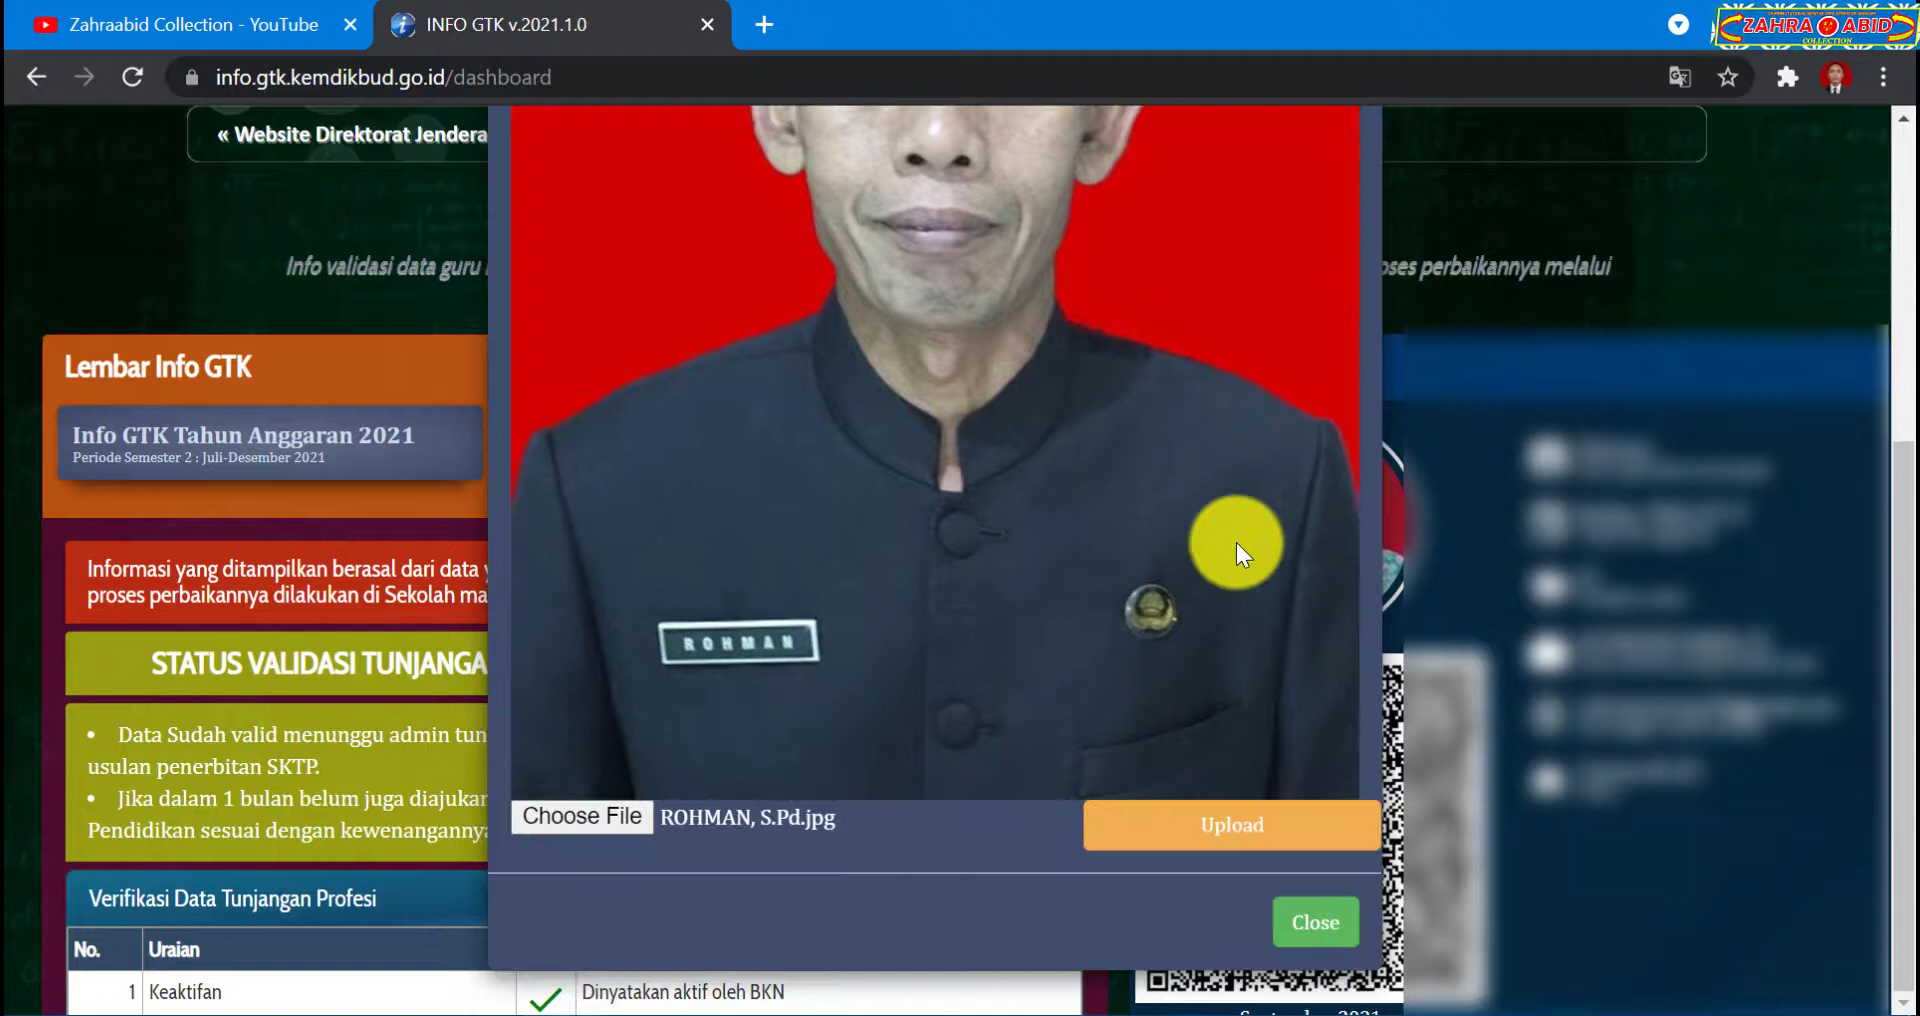 Zahraabid Collection - YouTube
INFO GTK v.2021.1.0
ZAHRA ABID
COLLECTION
info.gtk.kemdikbud.go.id/dashboard
« Website Direktorat Jendera
Info validasi data guru
oses perbaikannya melalui
Lembar Info GTK
Info GTK Tahun Anggaran 2021
Periode Semester 2 : Juli-Desember 2021
Informasi yang ditampilkan berasal dari data y
proses perbaikannya dilakukan di Sekolah ma
STATUS VALIDASI TUNJANGA
• Data Sudah valid menunggu admin tun
usulan penerbitan SKTP.
• Jika dalam 1 bulan belum juga diajukan
Pendidikan sesuai dengan kewenangannya
ROHMAN
Choose File ROHMAN, S.Pd.jpg
Upload
Close
Verifikasi Data Tunjangan Profesi
No. Uraian
1 Keaktifan Dinyatakan aktif oleh BKN